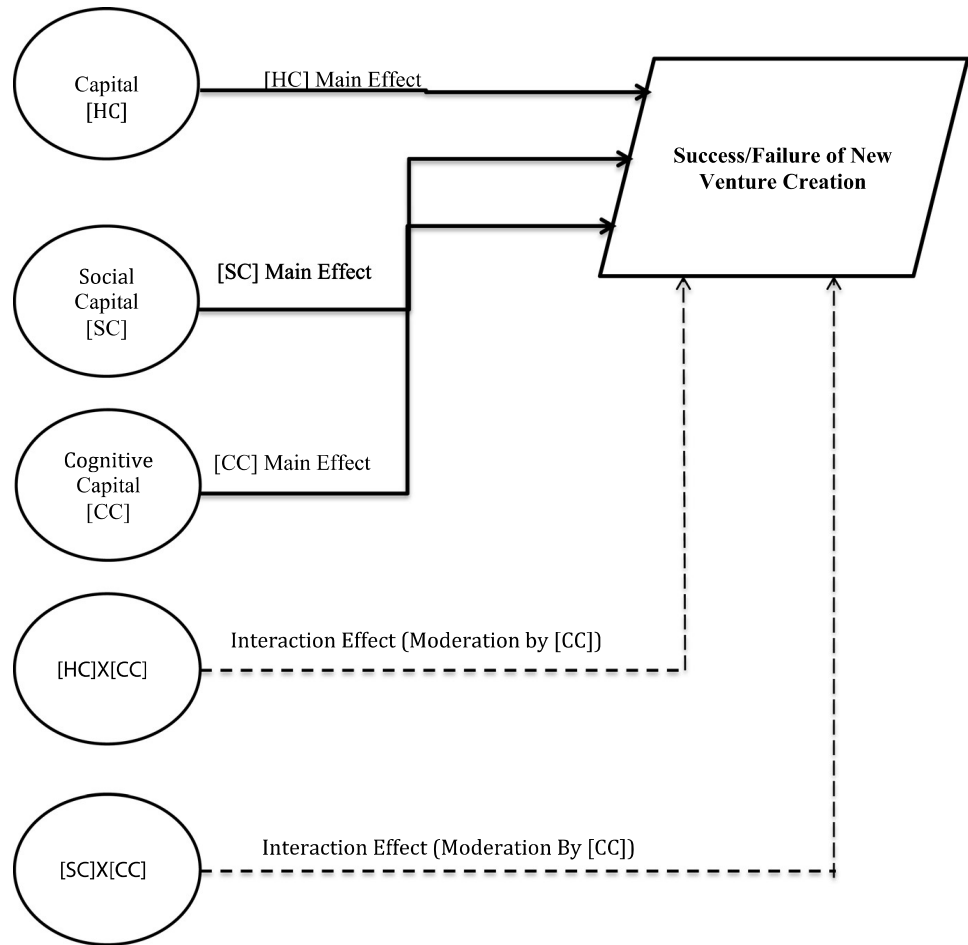 Capital
[HC]
[HC] Main Effect
Success/Failure of New
Venture Creation
Social
Capital
[SC]
[SC] Main Effect
Cognitive
Capital
[CC]
[CC] Main Effect
[HC]X[CC]
Interaction Effect (Moderation by [CC])
[SC]X[CC]
Interaction Effect (Moderation By [CC])